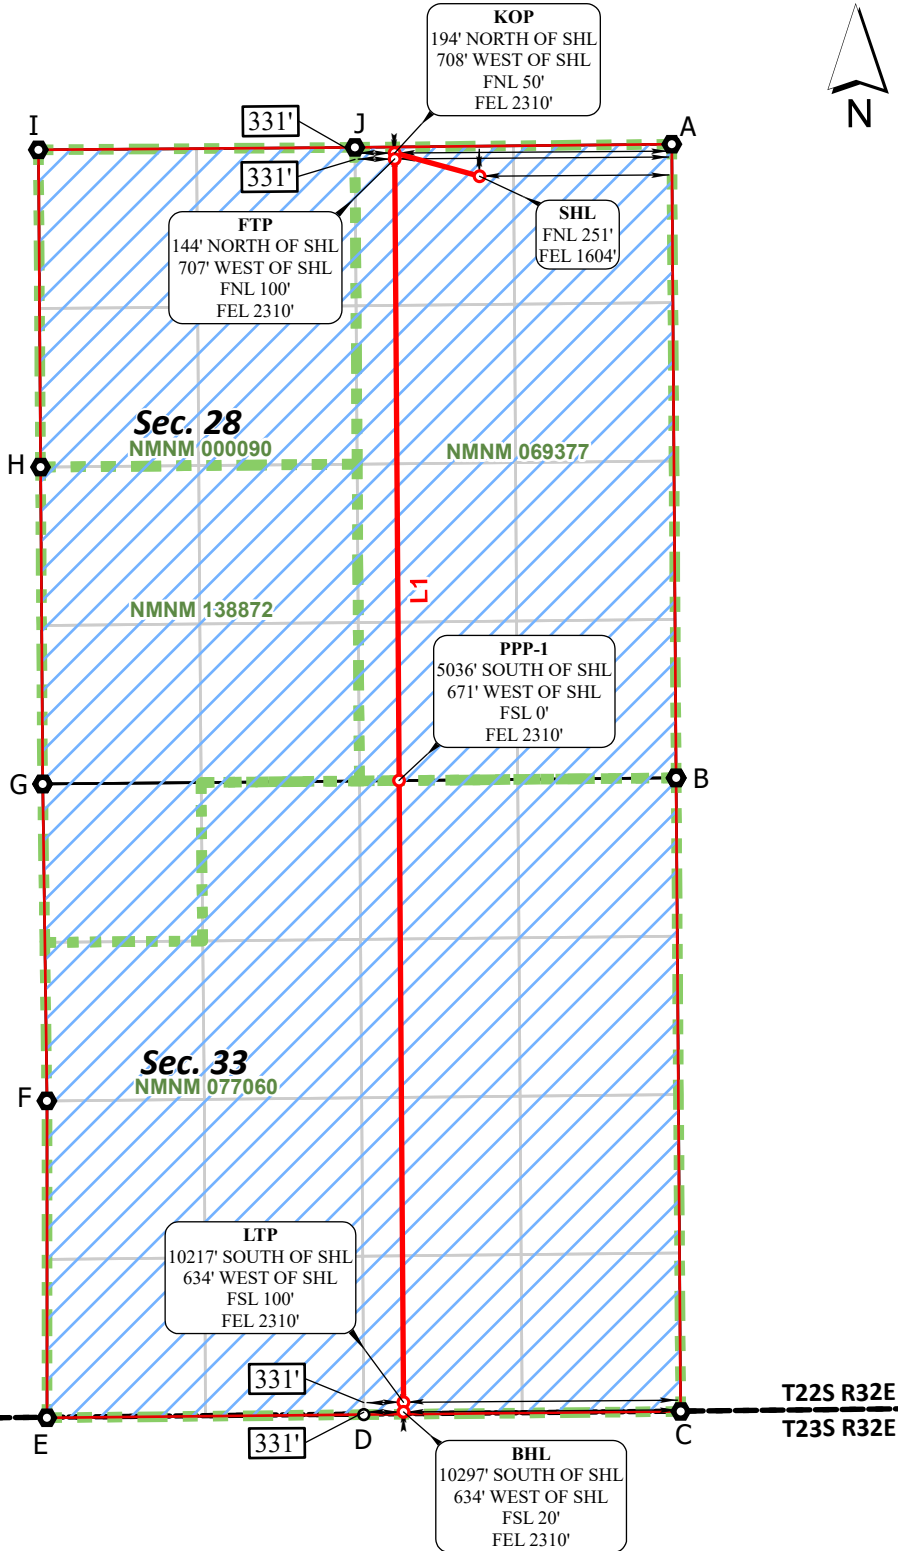 KOP
194' NORTH OF SHL
708' WEST OF SHL
FNL 50'
FEL 2310'
N
I
331'
J
A
331'
FTP
144' NORTH OF SHL
707' WEST OF SHL
FNL 100'
FEL 2310'
SHL
FNL 251'
FEL 1604'
Sec. 28
NMNM 000090
NMNM 069377
H
L1
NMNM 138872
PPP-1
5036' SOUTH OF SHL
671' WEST OF SHL
FSL 0'
FEL 2310'
G
B
Sec. 33
NMNM 077060
F
LTP
10217' SOUTH OF SHL
634' WEST OF SHL
FSL 100'
FEL 2310'
331'
T22S R32E
T23S R32E
E
331'
D
C
BHL
10297' SOUTH OF SHL
634' WEST OF SHL
FSL 20'
FEL 2310'